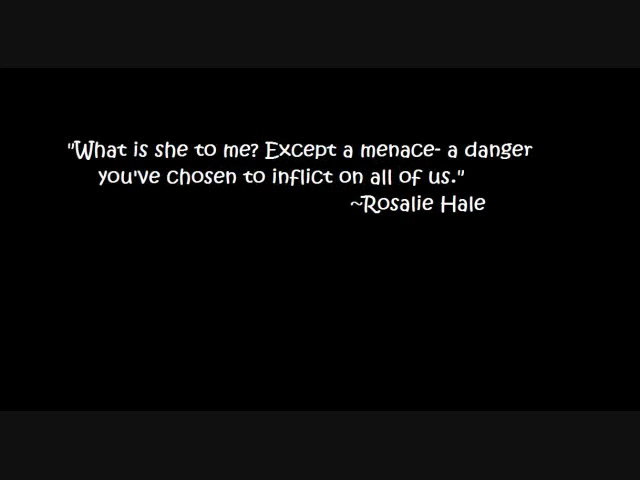 "What is she to me? Except a menace- a danger
you've chosen to inflict on all of us."
~Rosalie Hale